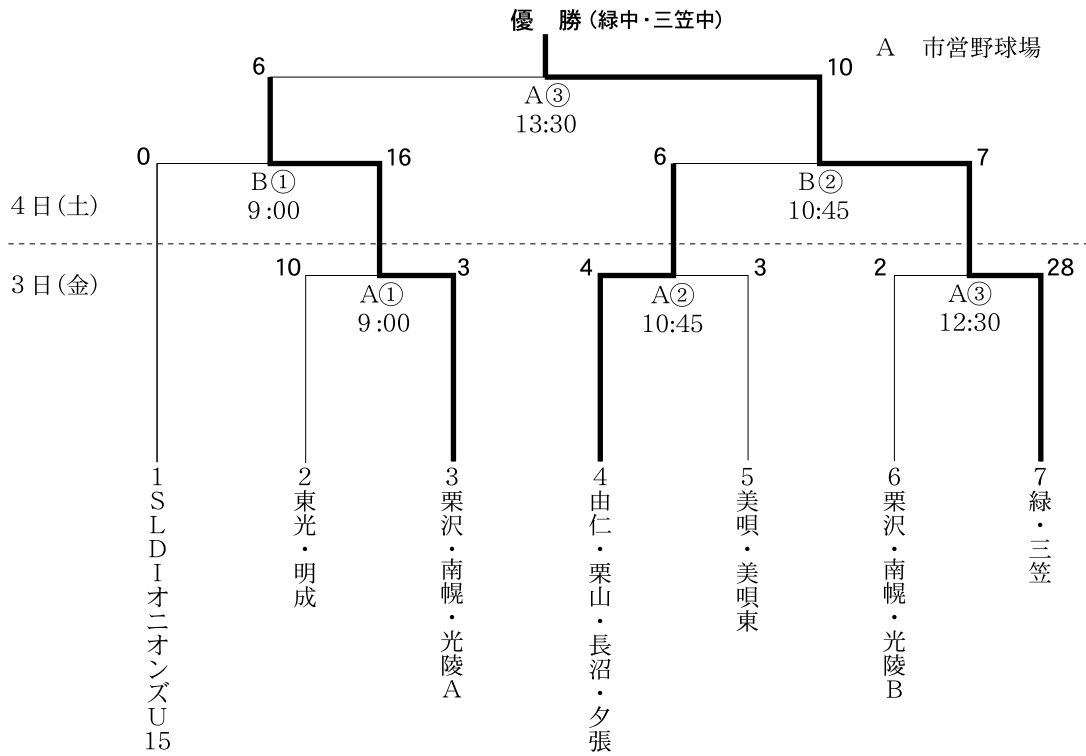 優 勝 (緑中・三笠中)
A 市営野球場
6
10
A③
13:30
0
16
6
7
B①
9:00
B②
10:45
4日(土)
3日(金)
10
3
4
3
2
28
A①
9:00
A②
10:45
A③
12:30
1 SLDIオニオンズU15
2 東光・明成
3 栗沢・南幌・光陵A
4 由仁・栗山・長沼・夕張
5 美唄・美唄東
6 栗沢・南幌・光陵B
7 緑・三笠